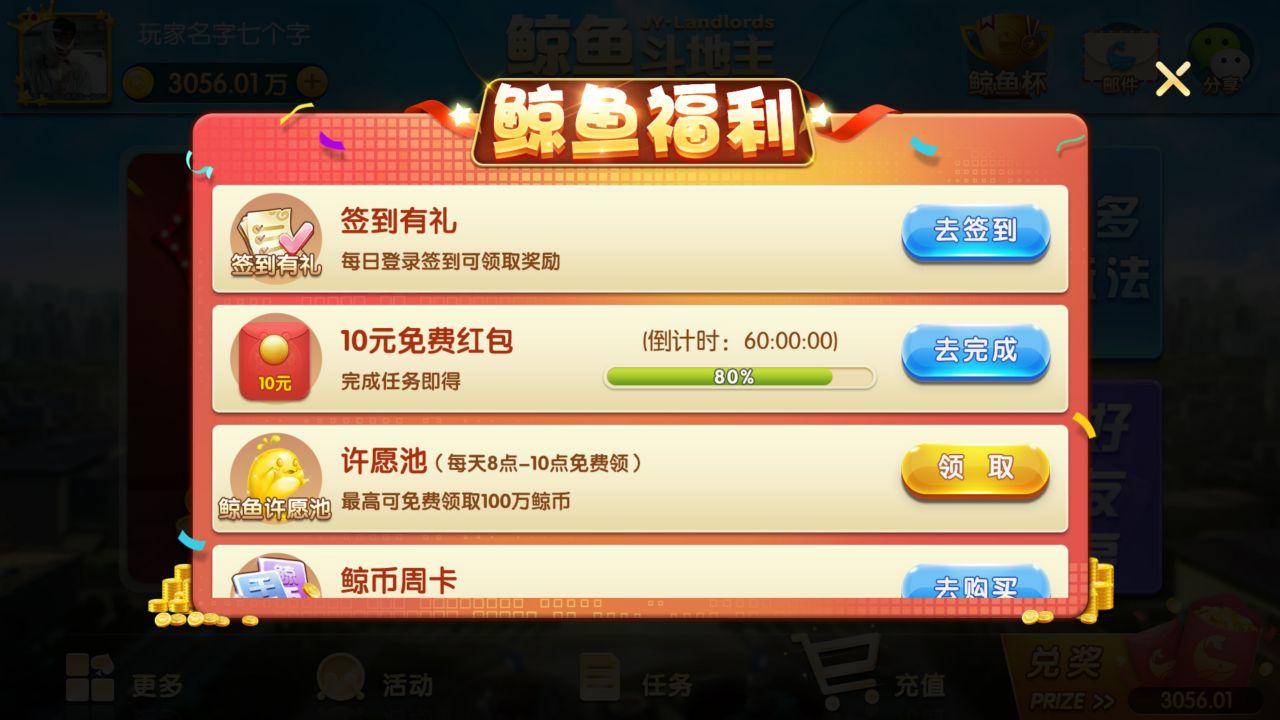 玩家名字七个字
3056.01万
鲸鱼斗地主
JY-Landlords
鲸鱼杯
邮件
分享
鲸鱼福利
签到有礼
签到有礼
每日登录签到可领取奖励
去签到
10元
10元免费红包
完成任务即得
(倒计时：60:00:00)
80%
去完成
鲸鱼许愿池
许愿池（每天8点–10点免费领）
最高可免费领取100万鲸币
领 取
鲸币周卡
去购买
多
法
好
友
更多
活动
任务
充值
兑奖
PRIZE >>
3056.01